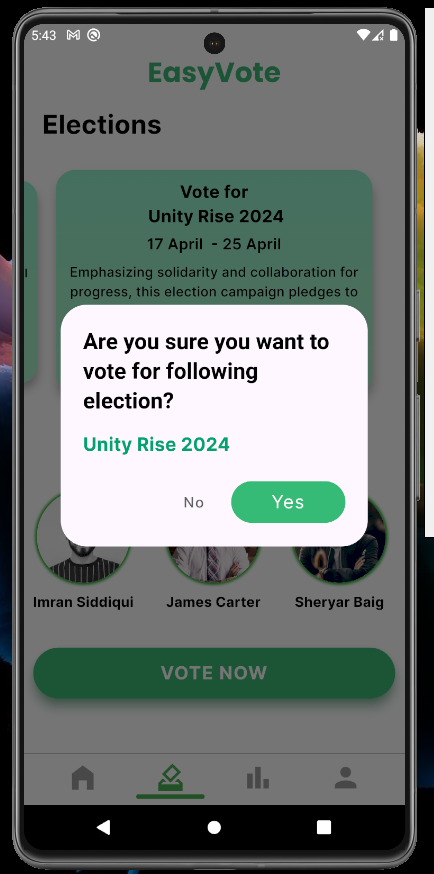 5:43
EasyVote
Elections
Vote for
Unity Rise 2024
17 April - 25 April
Emphasizing solidarity and collaboration for
progress, this election campaign pledges to
Are you sure you want to
vote for following
election?
Unity Rise 2024
No
Yes
Imran Siddiqui
James Carter
Sheryar Baig
VOTE NOW